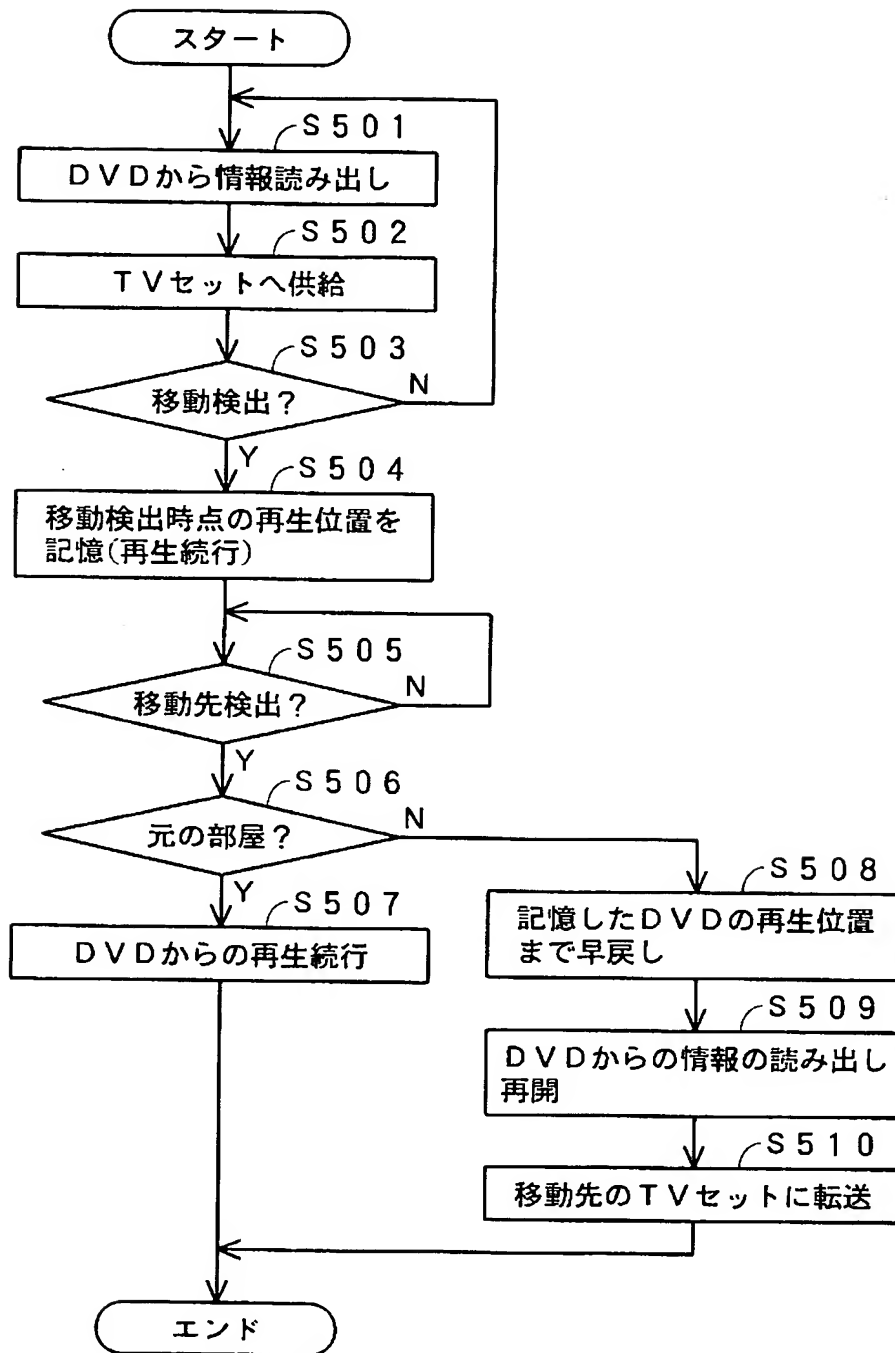 スタート
S501
DVDから情報読み出し
S502
TVセットへ供給
S503
移動検出?
N
Y
S504
移動検出時点の再生位置を
記憶(再生続行)
S505
移動先検出?
N
Y
S506
元の部屋?
N
Y
S507
DVDからの再生続行
S508
記憶したDVDの再生位置
まで早戻し
S509
DVDからの情報の読み出し
再開
S510
移動先のTVセットに転送
エンド